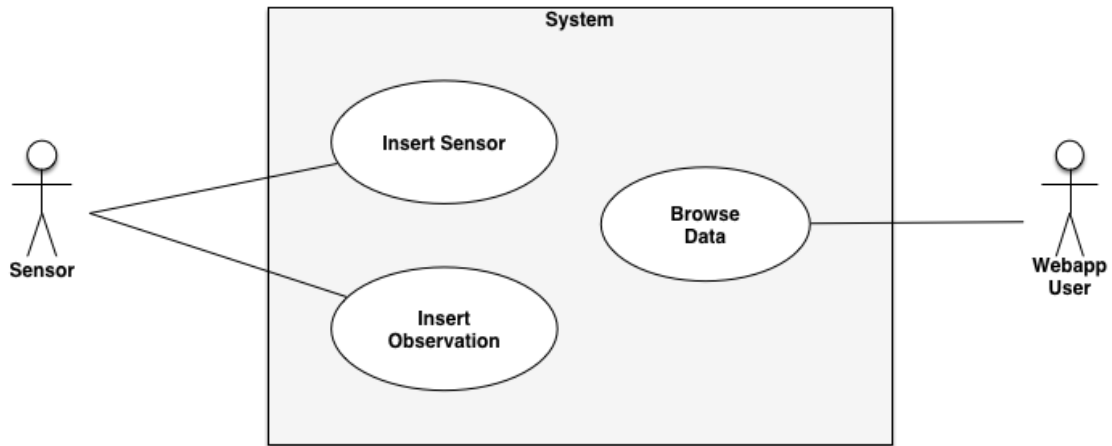 System
Insert Sensor
Sensor
Insert
Observation
Browse
Data
Webapp
User